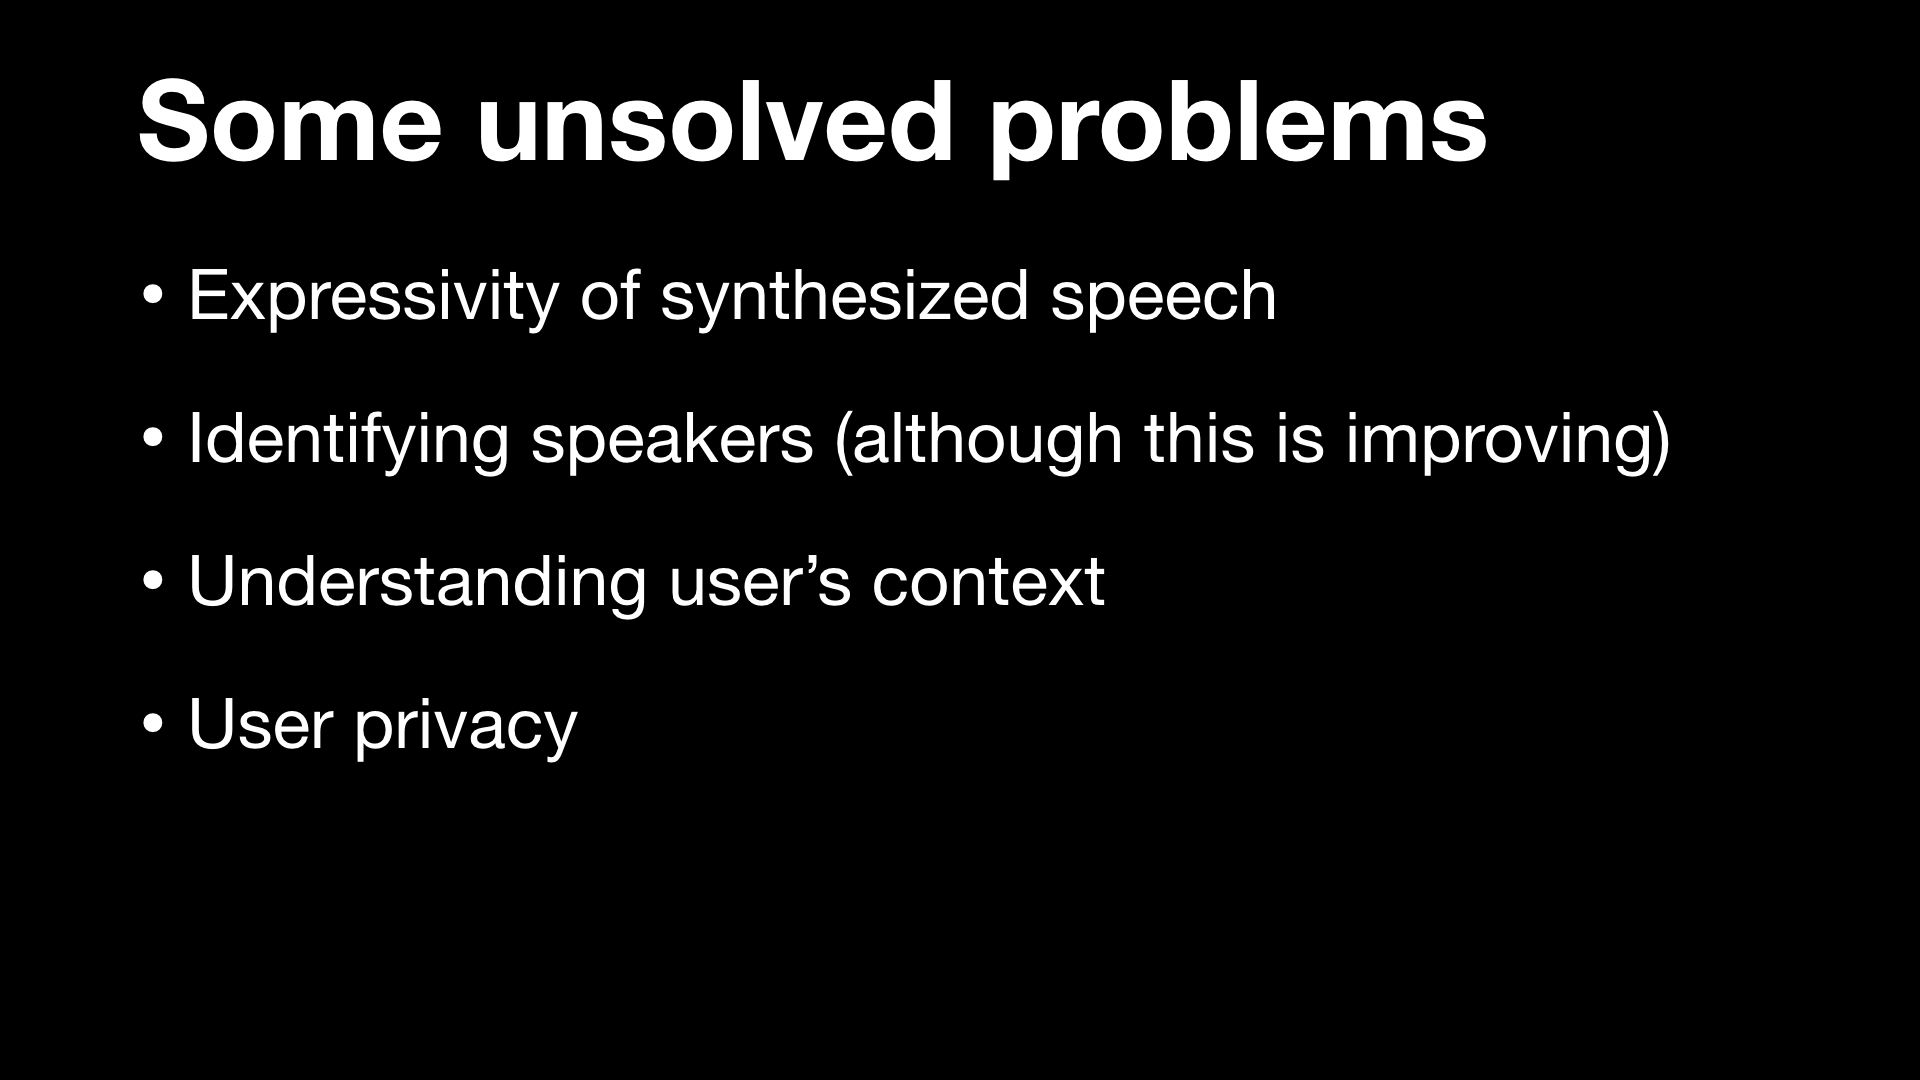 Some unsolved problems
• Expressivity of synthesized speech
• Identifying speakers (although this is improving)
• Understanding user’s context
• User privacy